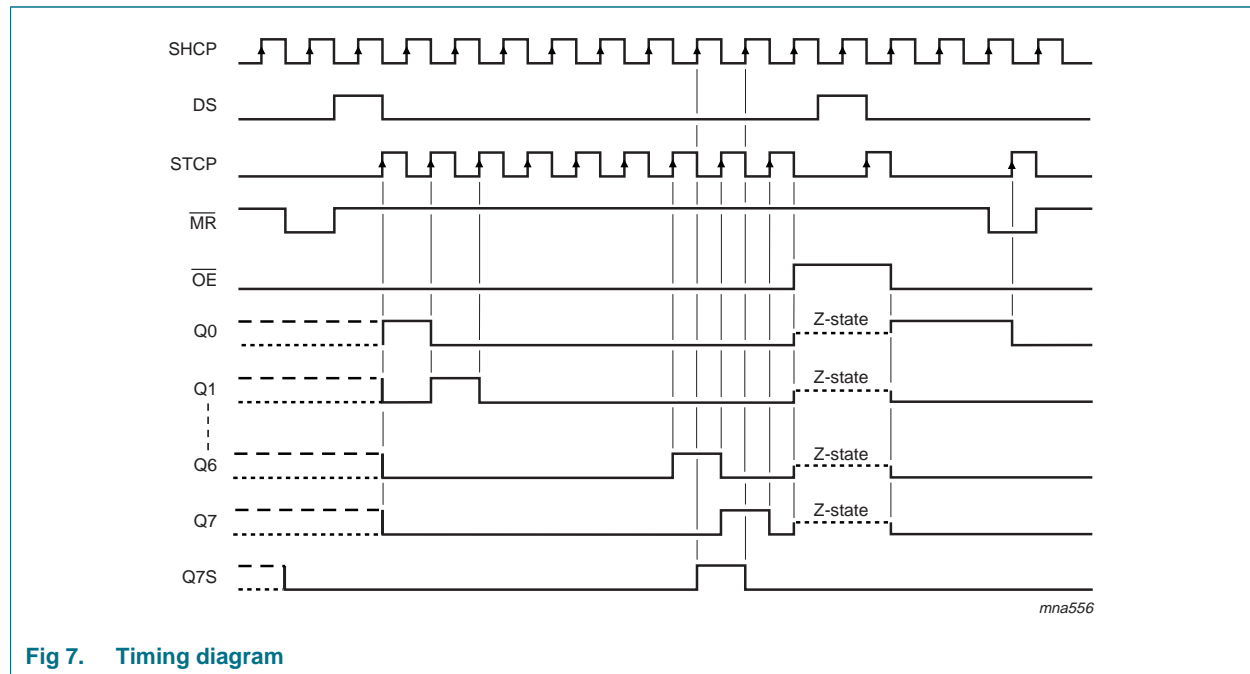 SHCP
DS
STCP
MR
OE
Q0
Z-state
Q1
Z-state
Q6
Z-state
Q7
Z-state
Q7S
mna556
Fig 7. Timing diagram